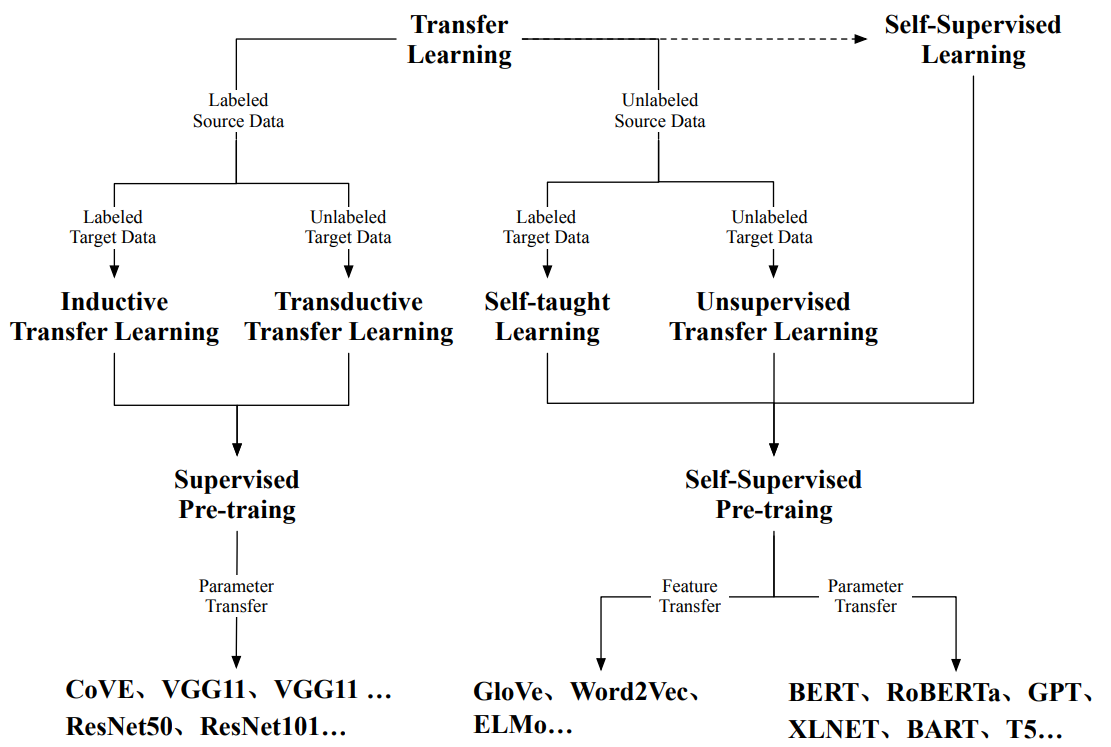 Transfer
Learning
Self-Supervised
Learning
Labeled
Source Data
Unlabeled
Source Data
Labeled
Target Data
Unlabeled
Target Data
Labeled
Target Data
Unlabeled
Target Data
Inductive
Transfer Learning
Transductive
Transfer Learning
Self-taught
Learning
Unsupervised
Transfer Learning
Supervised
Pre-traing
Self-Supervised
Pre-traing
Parameter
Transfer
Feature
Transfer
Parameter
Transfer
CoVE、VGG11、VGG11 ...
ResNet50、ResNet101...
GloVe、Word2Vec、
ELMo...
BERT、RoBERTa、GPT、
XLNET、BART、T5...